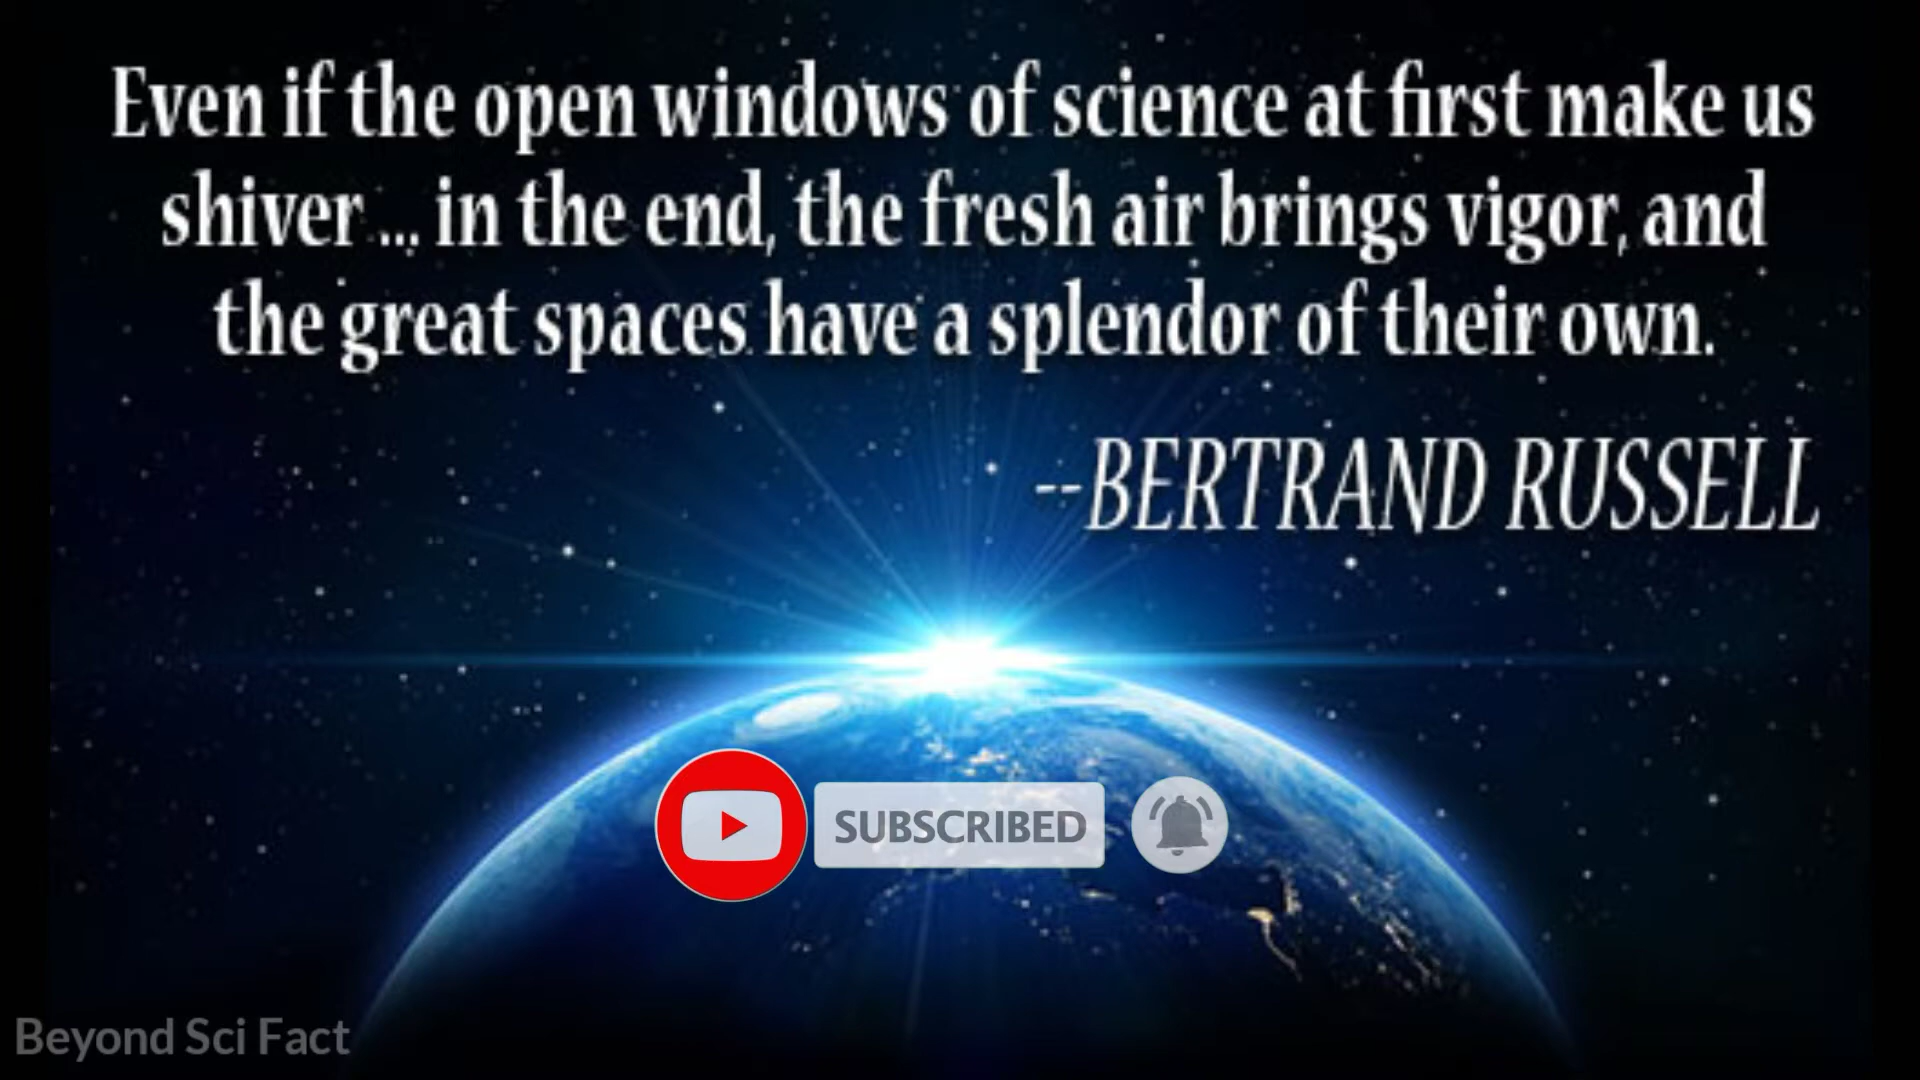 Even if the open windows of science at first make us
shiver ... in the end, the fresh air brings vigor, and
the great spaces have a splendor of their own.
--BERTRAND RUSSELL
SUBSCRIBED
Beyond Sci Fact